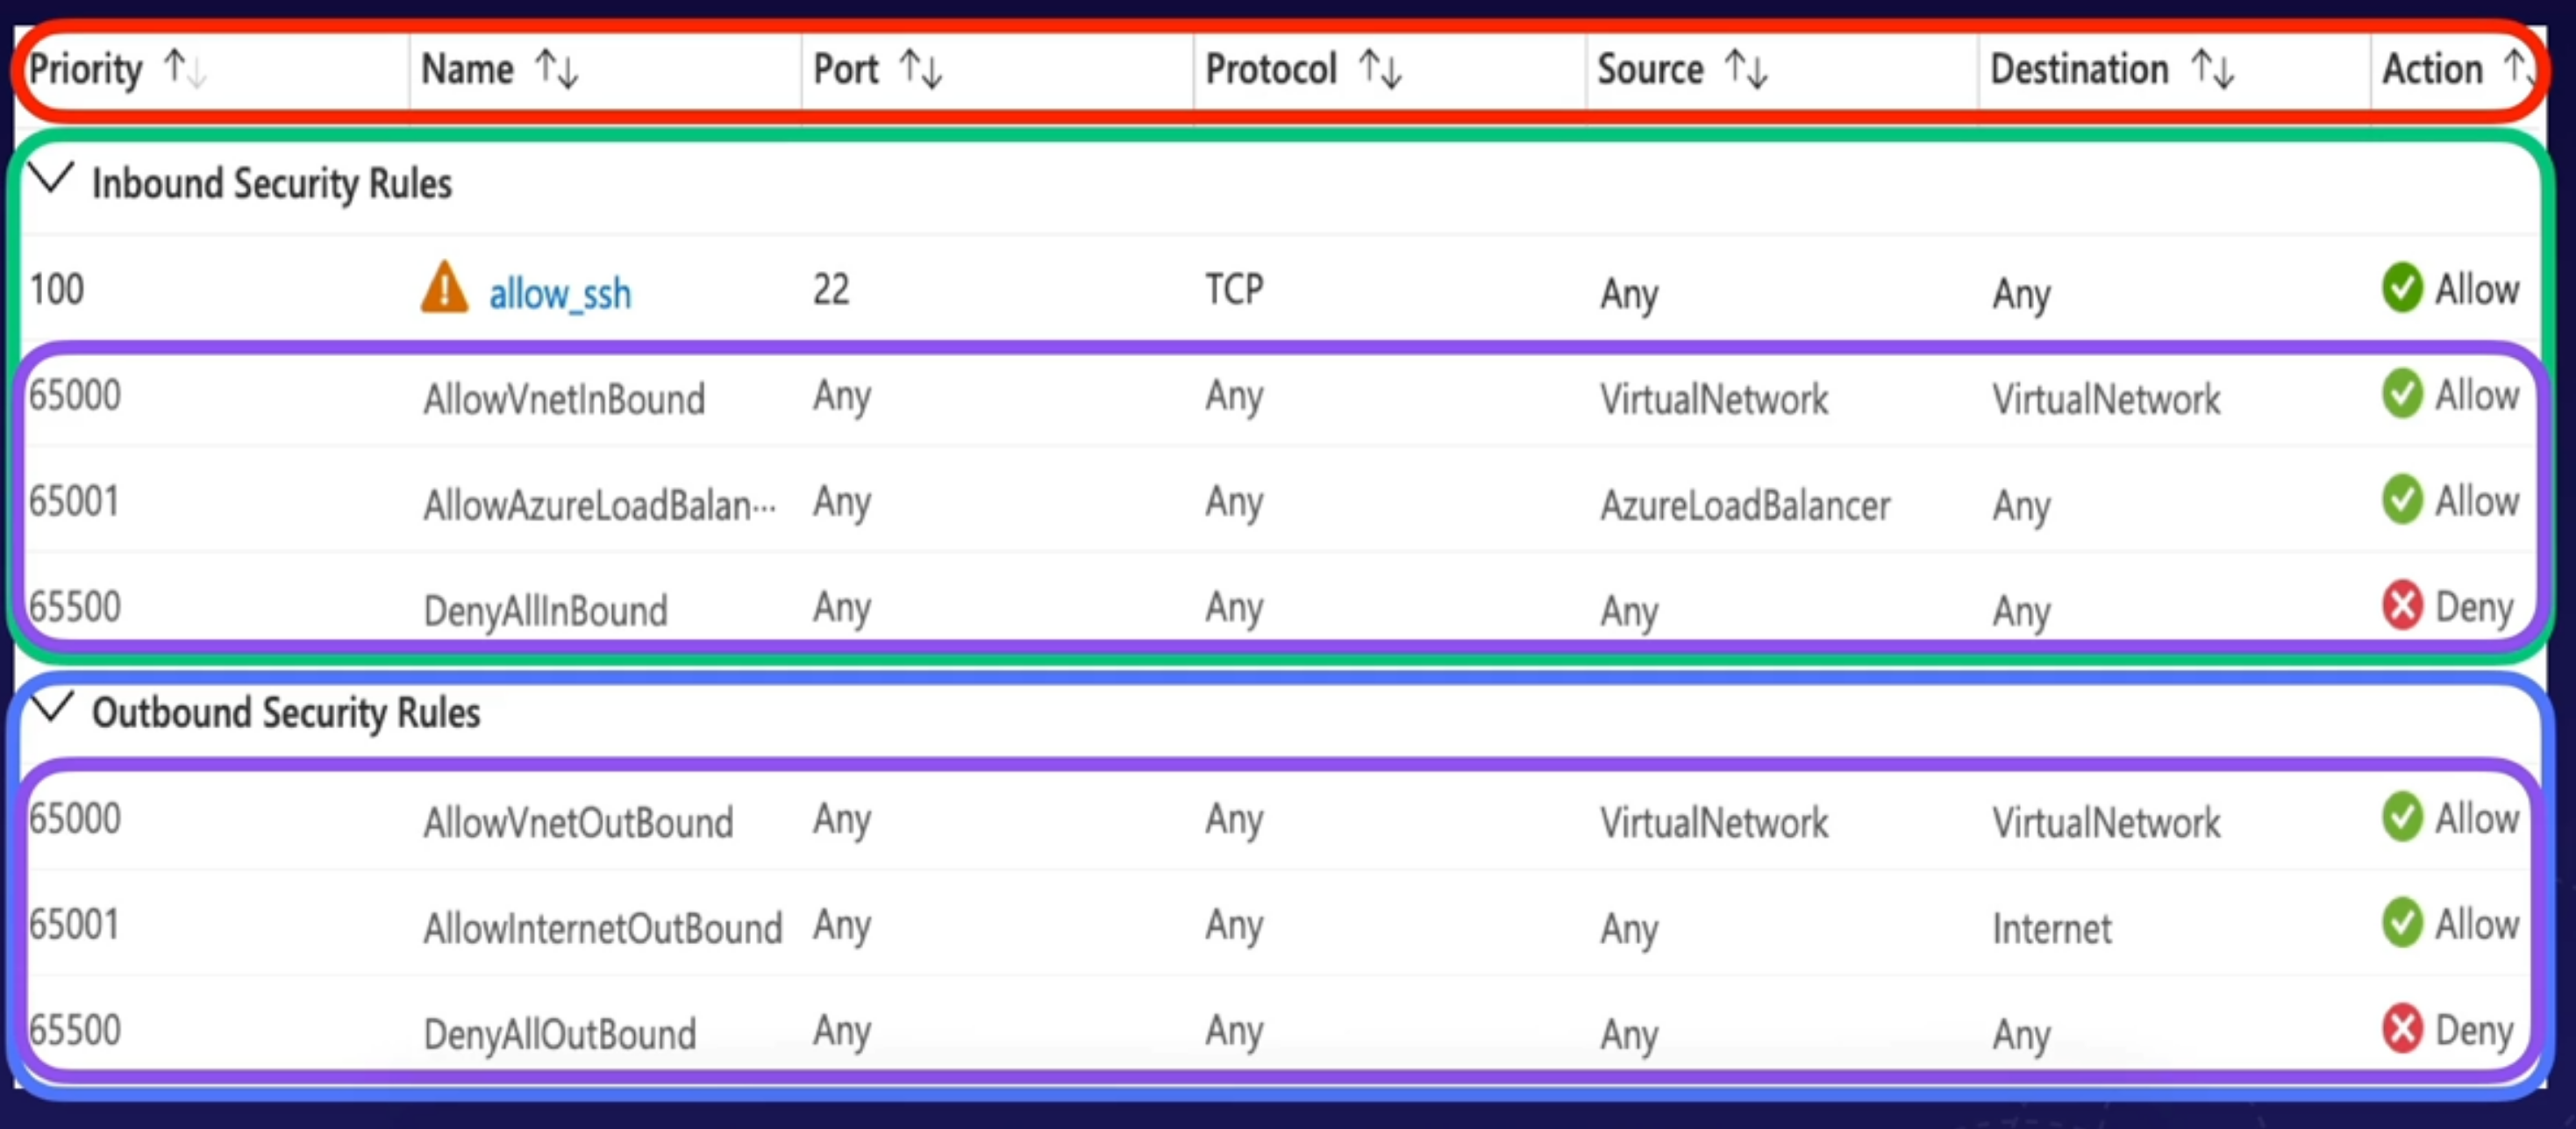 Priority ↑↓ Name ↑↓ Port ↑↓ Protocol ↑↓ Source ↑↓ Destination ↑↓ Action ↑↓
Inbound Security Rules
100 allow_ssh 22 TCP Any Any Allow
65000 AllowVnetInBound Any Any VirtualNetwork VirtualNetwork Allow
65001 AllowAzureLoadBalan... Any Any AzureLoadBalancer Any Allow
65500 DenyAllInBound Any Any Any Any Deny
Outbound Security Rules
65000 AllowVnetOutBound Any Any VirtualNetwork VirtualNetwork Allow
65001 AllowInternetOutBound Any Any Any Internet Allow
65500 DenyAllOutBound Any Any Any Any Deny